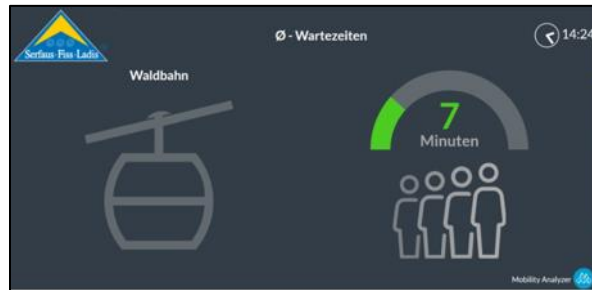 Serfaus-Fiss-Ladis
Ø - Wartezeiten
14:24
Waldbahn
7
Minuten
Mobility Analyzer